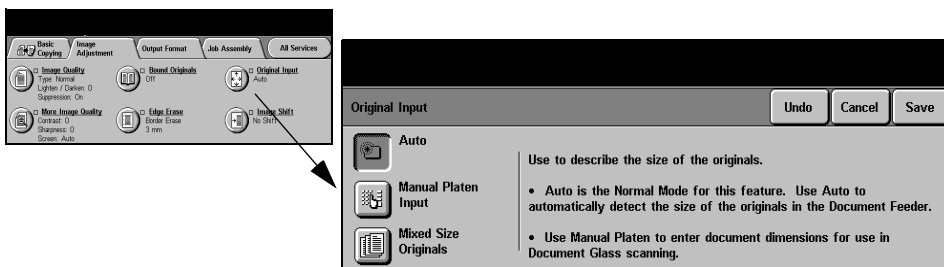 Basic Copying
Image Adjustment
Output Format
Job Assembly
All Services
Image Quality
Type: Normal
Lighten / Darken: 0
Suppression: On
Bound Originals
Off
Original Input
Auto
More Image Quality
Contrast: 0
Sharpness: 0
Screen: Auto
Edge Erase
Border Erase
3 mm
Image Shift
No Shift
Original Input
Undo
Cancel
Save
Auto
Manual Platen
Input
Mixed Size
Originals
Use to describe the size of the originals.
• Auto is the Normal Mode for this feature. Use Auto to
automatically detect the size of the originals in the Document Feeder.
• Use Manual Platen to enter document dimensions for use in
Document Glass scanning.